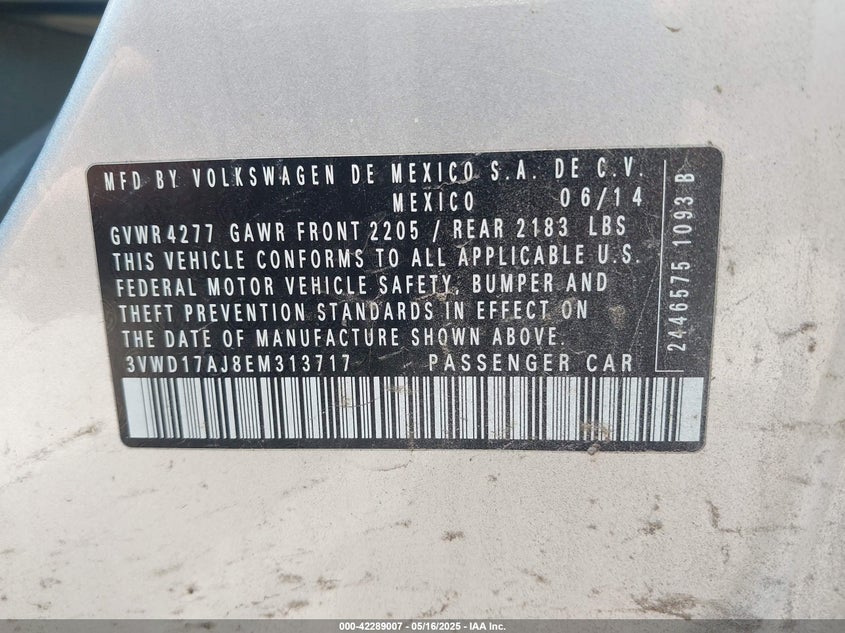 MFD BY VOLKSWAGEN DE MEXICO S.A. DE C.V.
MEXICO 06/14
GVWR 4277 GAWR FRONT 2205 / REAR 2183 LBS
THIS VEHICLE CONFORMS TO ALL APPLICABLE U.S.
FEDERAL MOTOR VEHICLE SAFETY, BUMPER AND
THEFT PREVENTION STANDARDS IN EFFECT ON
THE DATE OF MANUFACTURE SHOWN ABOVE.
3VWD17AJ8EM313717 PASSENGER CAR
2446575 1093 B
000-42289007 - 05/16/2025 - IAA Inc.